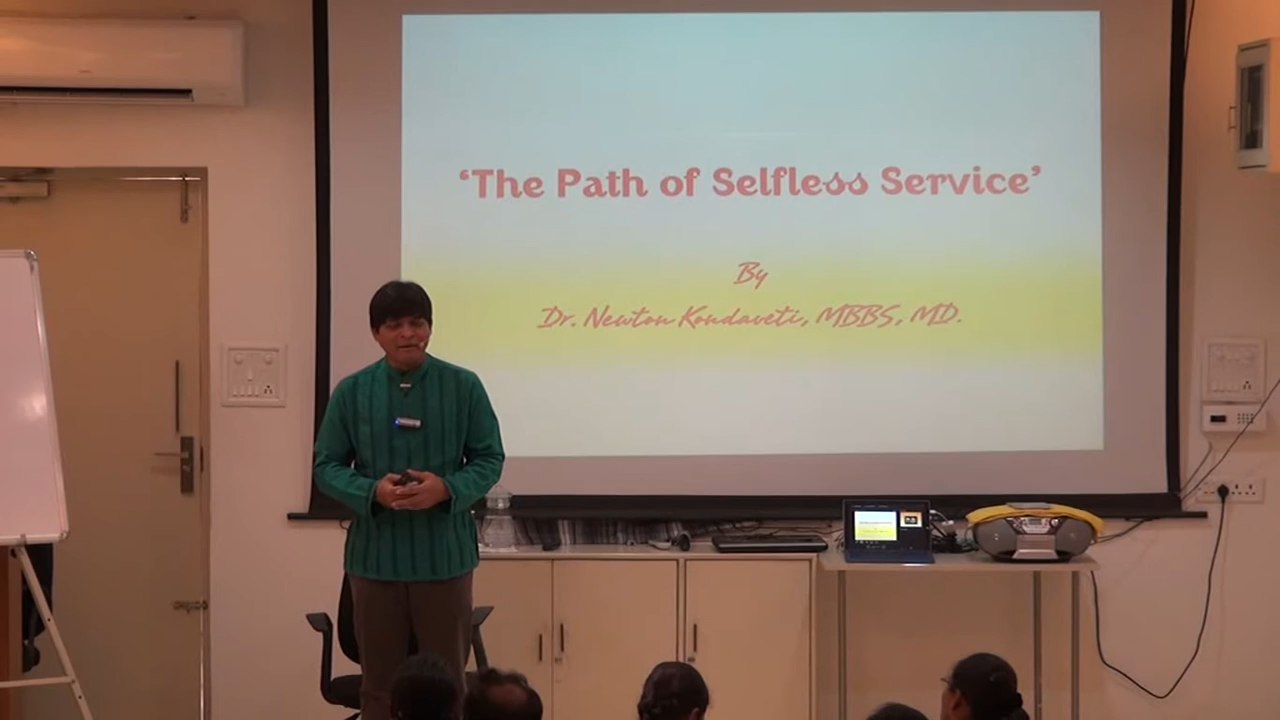 ‘The Path of Selfless Service’
By
Dr. Newton Kondaveti, MBBS, MD.